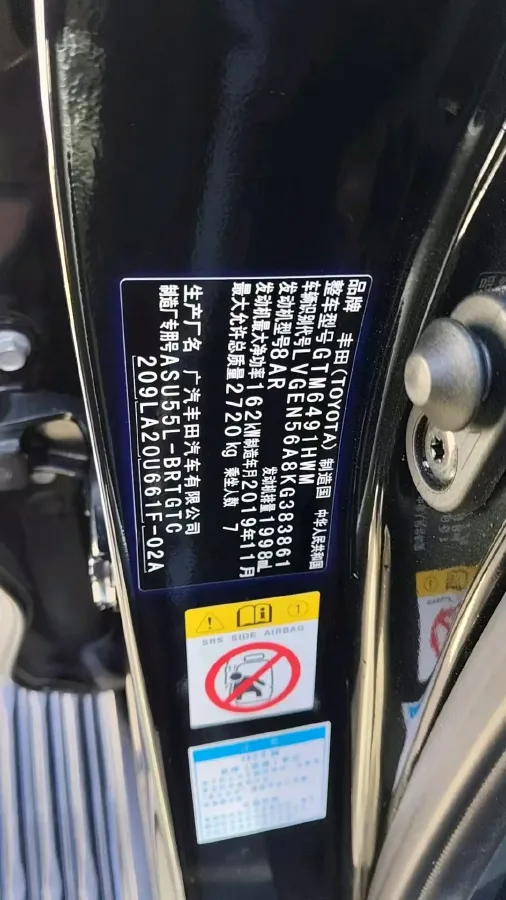 品牌 丰田(TOYOTA) 制造国 中华人民共和国
整车型号 GTM6491HWM
车辆识别代号 LVGEN56A8KG383861
发动机型号 8AR 发动机排量 1998mL
发动机最大净功率 162kW 制造年月 2019年11月
最大允许总质量 2720kg 乘坐人数 7
生产厂名 广汽丰田汽车有限公司
制造厂专用号 ASU55L-BRTGTC
209LA20U661F-02A
SRS SIDE AIRBAG